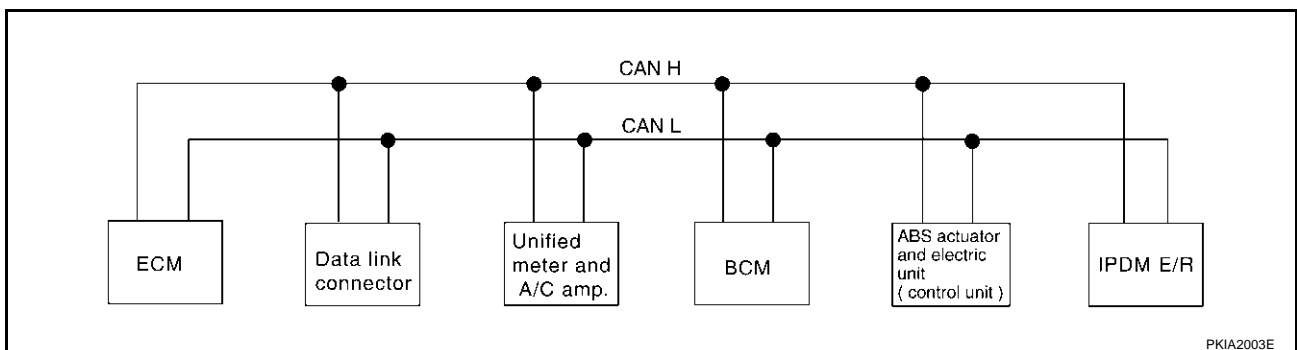 CAN H
CAN L
ECM
Data link
connector
Unified
meter and
A/C amp.
BCM
ABS actuator
and electric
unit
( control unit )
IPDM E/R
PKIA2003E